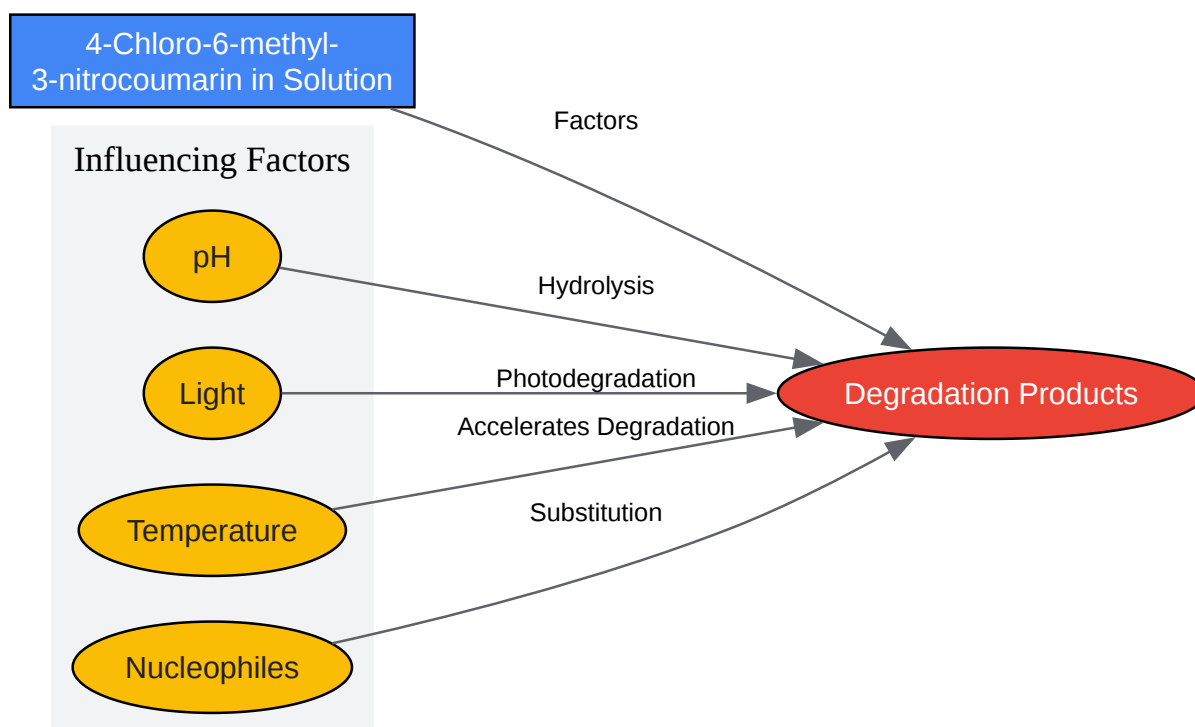 4-Chloro-6-methyl-
3-nitrocoumarin in Solution
Factors
Influencing Factors
pH
Hydrolysis
Light
Photodegradation
Degradation Products
Accelerates Degradation
Temperature
Substitution
Nucleophiles